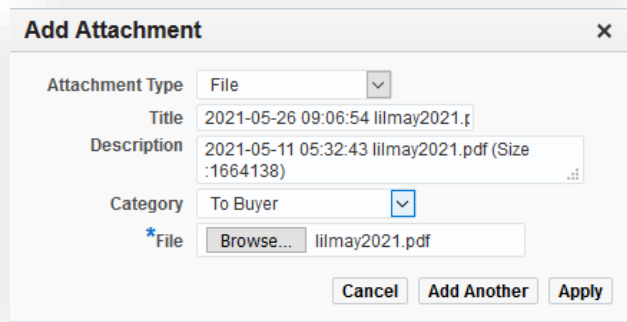 Add Attachment ×
Attachment Type File
Title 2021-05-26 09:06:54 lilmay2021.p
Description 2021-05-11 05:32:43 lilmay2021.pdf (Size
:1664138)
Category To Buyer
*File Browse... lilmay2021.pdf
Cancel Add Another Apply